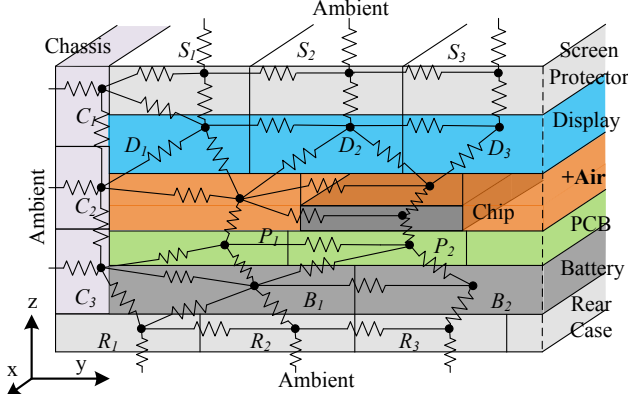 Ambient
Chassis
S1 S2 S3
Screen
Protector
C1
D1 D2 D3
Display
+Air
C2
Chip
Ambient
P1 P2
PCB
Battery
C3
B1 B2
Rear
Case
R1 R2 R3
z
x y
Ambient